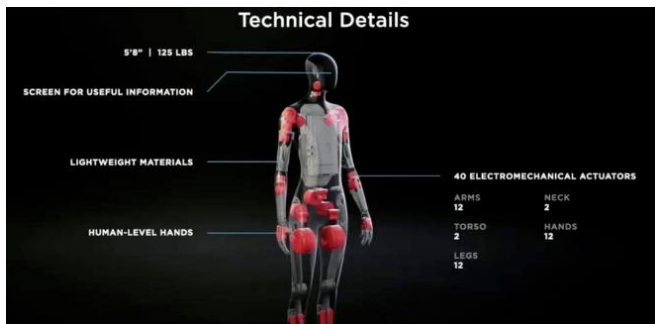 Technical Details
5'8" | 125 LBS
SCREEN FOR USEFUL INFORMATION
LIGHTWEIGHT MATERIALS
HUMAN-LEVEL HANDS
40 ELECTROMECHANICAL ACTUATORS
ARMS
12
NECK
2
TORSO
2
HANDS
12
LEGS
12